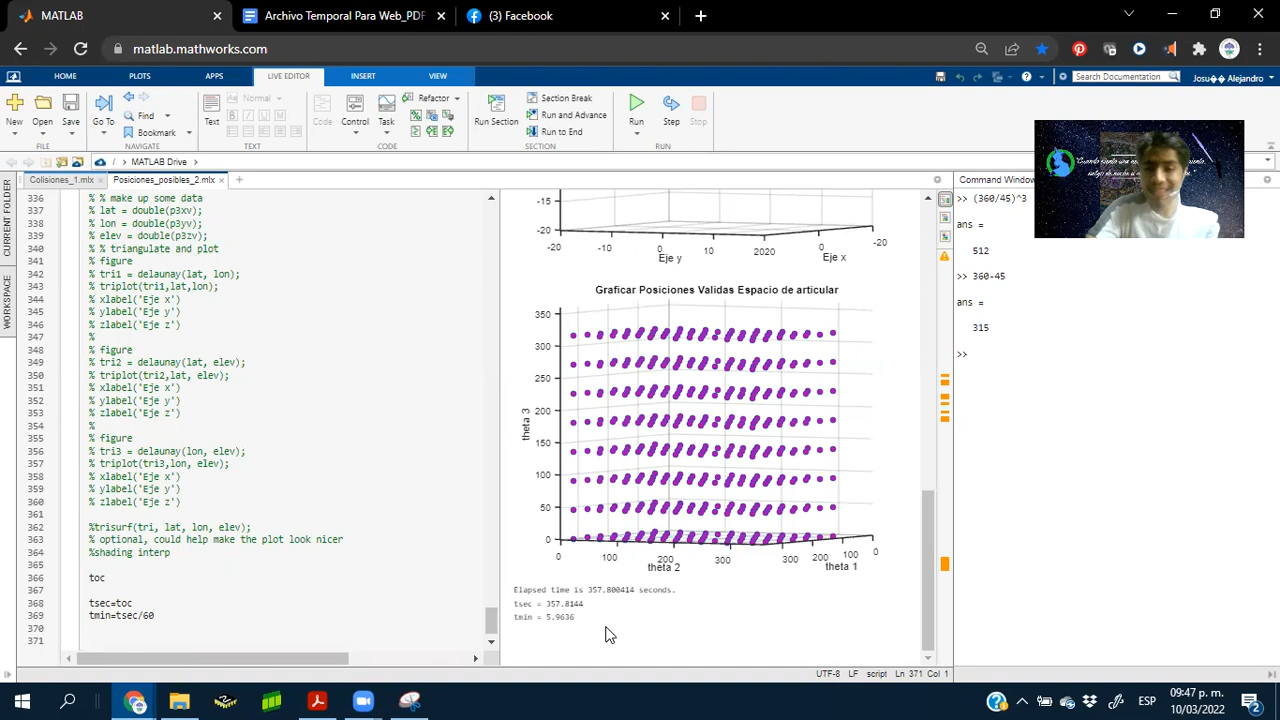 MATLAB
Archivo Temporal Para Web_PDF
(3) Facebook
matlab.mathworks.com
HOME
PLOTS
APPS
LIVE EDITOR
INSERT
VIEW
Search Documentation
Josu�� Alejandro
New
Open
Save
Go To
Find
Bookmark
Text
Normal
Code
Control
Task
Refactor
Run Section
Section Break
Run and Advance
Run to End
Run
Step
Stop
FILE
NAVIGATE
TEXT
CODE
SECTION
RUN
/ MATLAB Drive
CURRENT FOLDER
WORKSPACE
Colisiones_1.mlx
Posiciones_posibles_2.mlx
336 % % make up some data
337 % lat = double(p3xv);
338 % lon = double(p3yv);
339 % elev = double(p3zv);
340 % % triangulate and plot
341 % figure
342 % tri1 = delaunay(lat, lon);
343 % triplot(tri1,lat,lon);
344 % xlabel('Eje x')
345 % ylabel('Eje y')
346 % zlabel('Eje z')
347 %
348 % figure
349 % tri2 = delaunay(lat, elev);
350 % triplot(tri2,lat, elev);
351 % xlabel('Eje x')
352 % ylabel('Eje y')
353 % zlabel('Eje z')
354 %
355 % figure
356 % tri3 = delaunay(lon, elev);
357 % triplot(tri3,lon, elev);
358 % xlabel('Eje x')
359 % ylabel('Eje y')
360 % zlabel('Eje z')
361
362 %trisurf(tri, lat, lon, elev);
363 % optional, could help make the plot look nicer
364 %shading interp
365
366 toc
367
368 tsec=toc
369 tmin=tsec/60
370
371
-15
-20
-20 -10 0 10 2020 0 -20
Eje y
Eje x
Graficar Posiciones Validas Espacio de articular
350
300
250
200
150
100
50
0
theta 3
0 100 200 300 300 200 100 0
theta 2
theta 1
Elapsed time is 357.800414 seconds.
tsec = 357.8144
tmin = 5.9636
Command Window
>> (360/45)^3
ans =
512
>> 360-45
ans =
315
>>
UTF-8 LF script Ln 371 Col 1
ESP
09:47 p. m.
10/03/2022
2